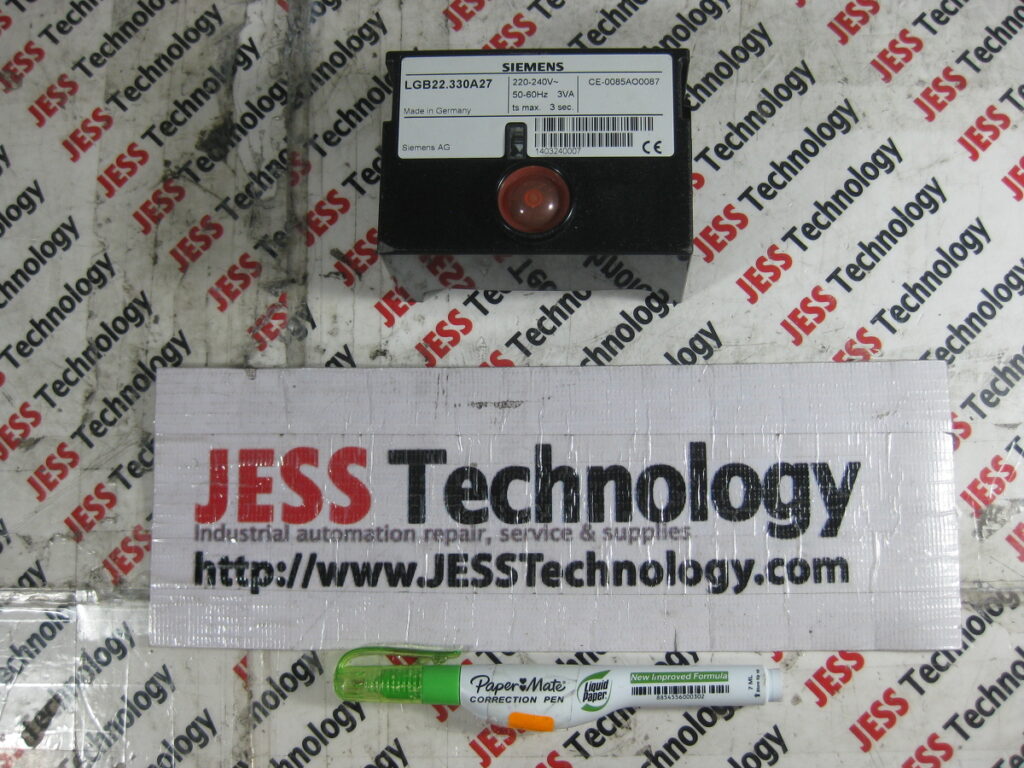 SIEMENS
LGB22.330A27
220-240V~
50-60Hz 3VA
ts max. 3 sec.
CE-0085AO0087
Made in Germany
Siemens AG
1403240007
CE
JESS Technology
Industrial automation repair, service & supplies
http://www.JESSTechnology.com
Paper Mate
CORRECTION PEN
Liquid Paper
New Improved Formula
7 ML
JESS Technology